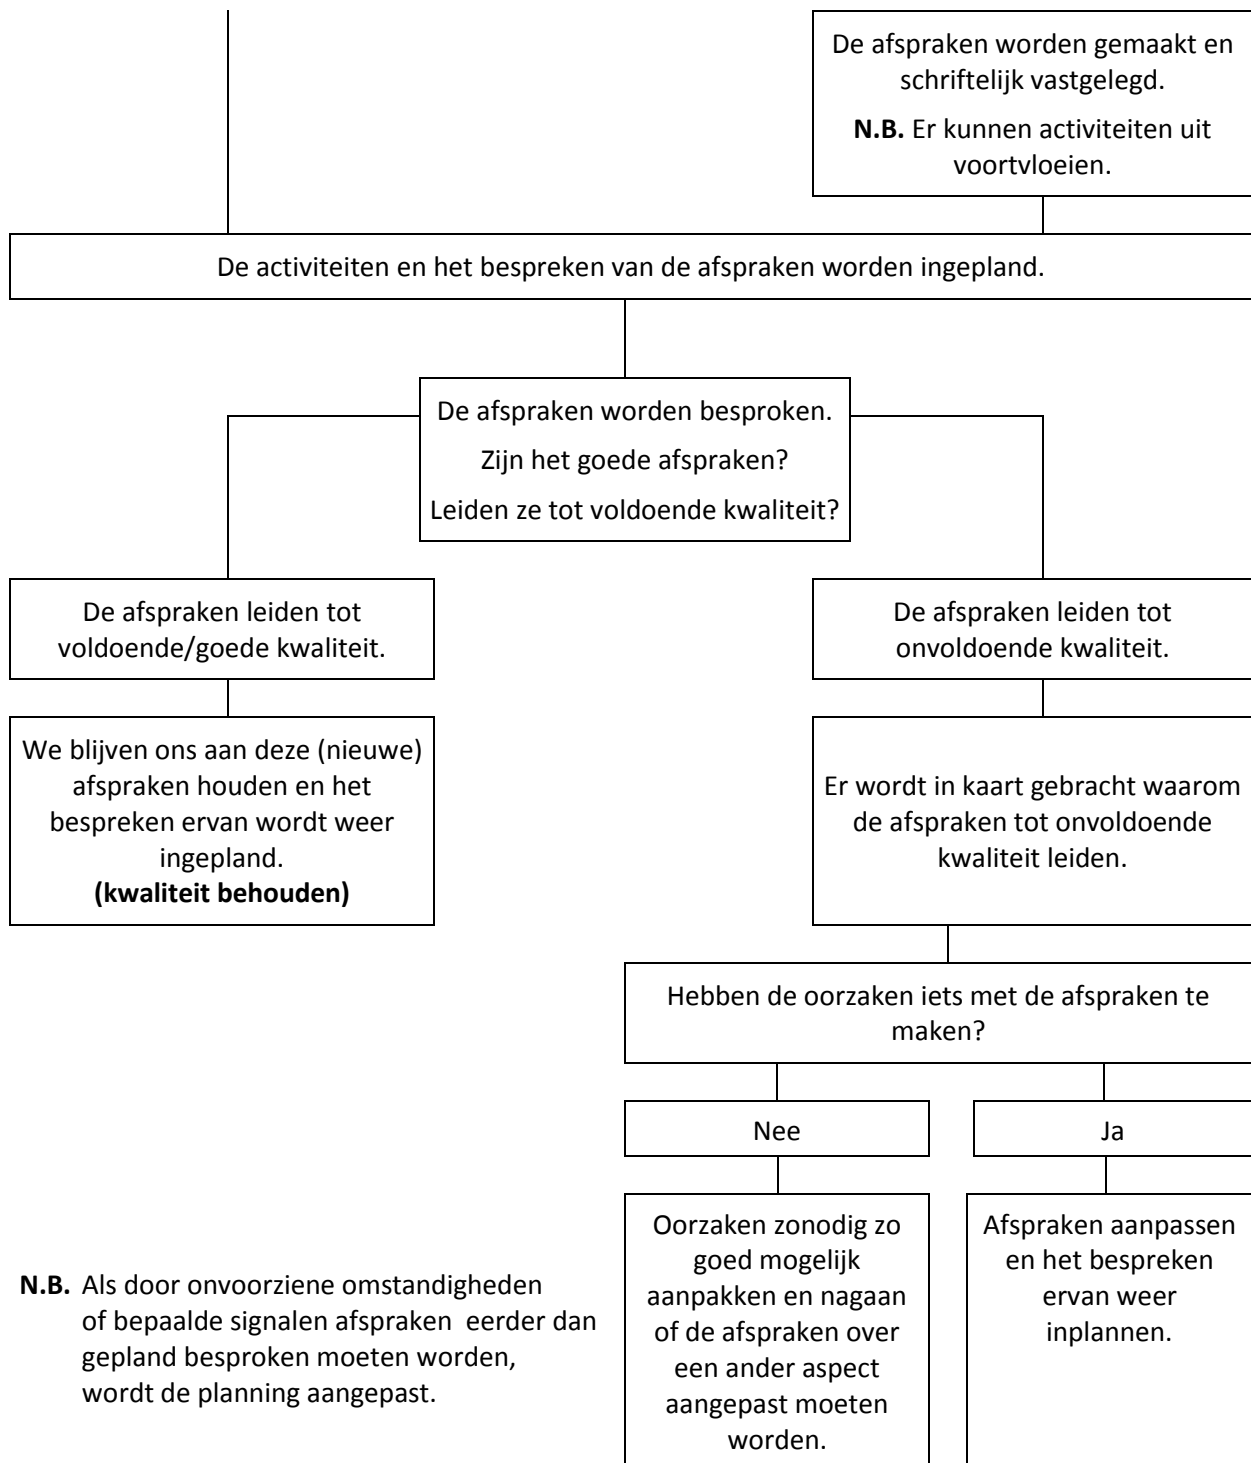 De afspraken worden gemaakt en
schriftelijk vastgelegd.
N.B. Er kunnen activiteiten uit
voortvloeien.
De activiteiten en het bespreken van de afspraken worden ingepland.
De afspraken worden besproken.
Zijn het goede afspraken?
Leiden ze tot voldoende kwaliteit?
De afspraken leiden tot
voldoende/goede kwaliteit.
De afspraken leiden tot
onvoldoende kwaliteit.
We blijven ons aan deze (nieuwe)
afspraken houden en het
bespreken ervan wordt weer
ingepland.
(kwaliteit behouden)
Er wordt in kaart gebracht waarom
de afspraken tot onvoldoende
kwaliteit leiden.
Hebben de oorzaken iets met de afspraken te
maken?
Nee
Ja
Oorzaken zonodig zo
goed mogelijk
aanpakken en nagaan
of de afspraken over
een ander aspect
aangepast moeten
worden.
Afspraken aanpassen
en het bespreken
ervan weer
inplannen.
N.B. Als door onvoorziene omstandigheden
of bepaalde signalen afspraken eerder dan
gepland besproken moeten worden,
wordt de planning aangepast.